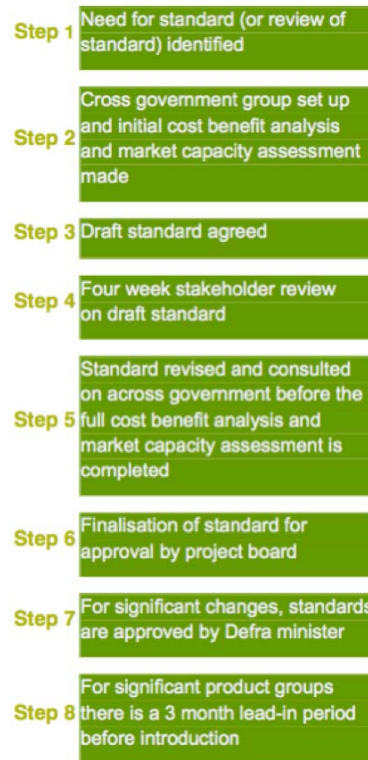 Step 1
Need for standard (or review of
standard) identified
Step 2
Cross government group set up
and initial cost benefit analysis
and market capacity assessment
made
Step 3
Draft standard agreed
Step 4
Four week stakeholder review
on draft standard
Step 5
Standard revised and consulted
on across government before the
full cost benefit analysis and
market capacity assessment is
completed
Step 6
Finalisation of standard for
approval by project board
Step 7
For significant changes, standards
are approved by Defra minister
Step 8
For significant product groups
there is a 3 month lead-in period
before introduction